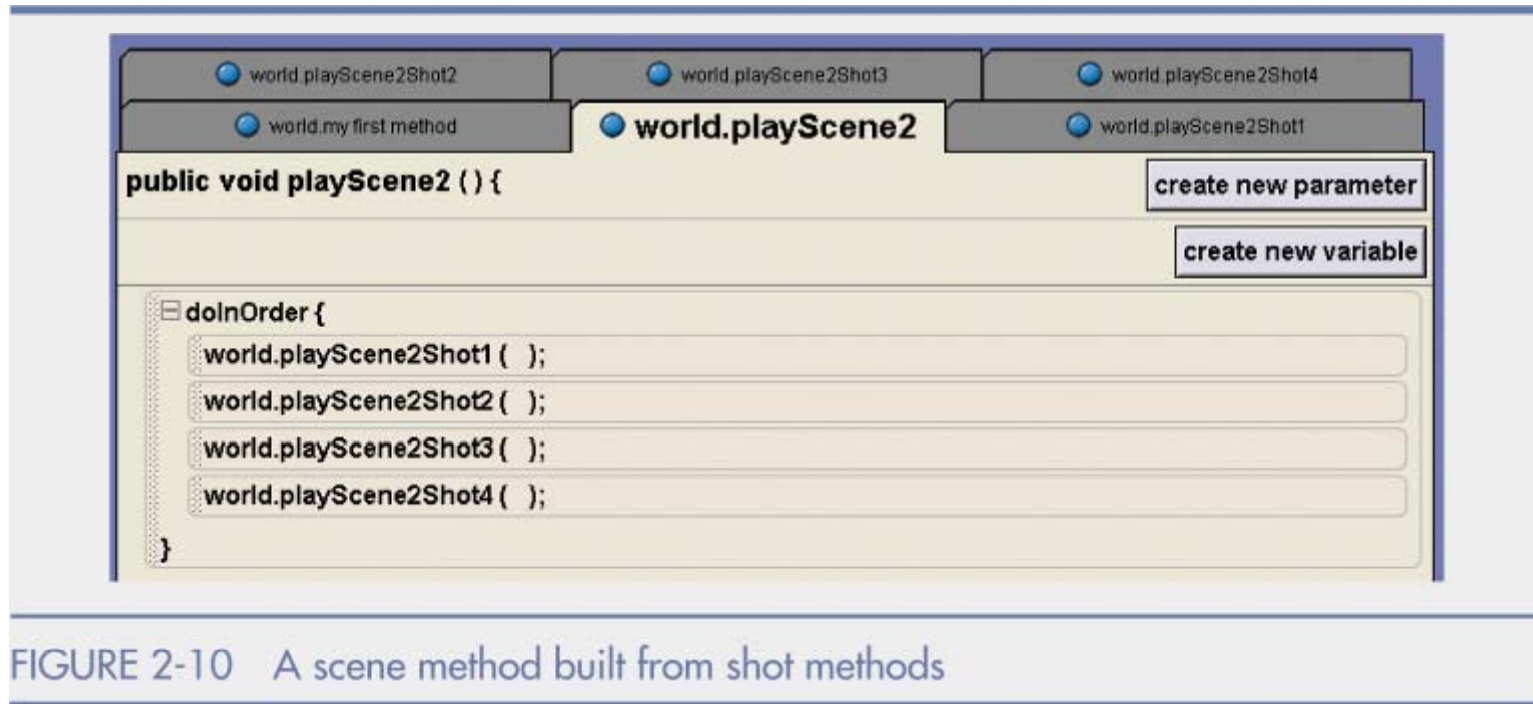 world.playScene2Shot2 world.playScene2Shot3 world.playScene2Shot4
world.my first method world.playScene2 world.playScene2Shot1
public void playScene2 ( ) { create new parameter
create new variable
doInOrder {
world.playScene2Shot1 ( );
world.playScene2Shot2 ( );
world.playScene2Shot3 ( );
world.playScene2Shot4 ( );
}
FIGURE 2-10 A scene method built from shot methods